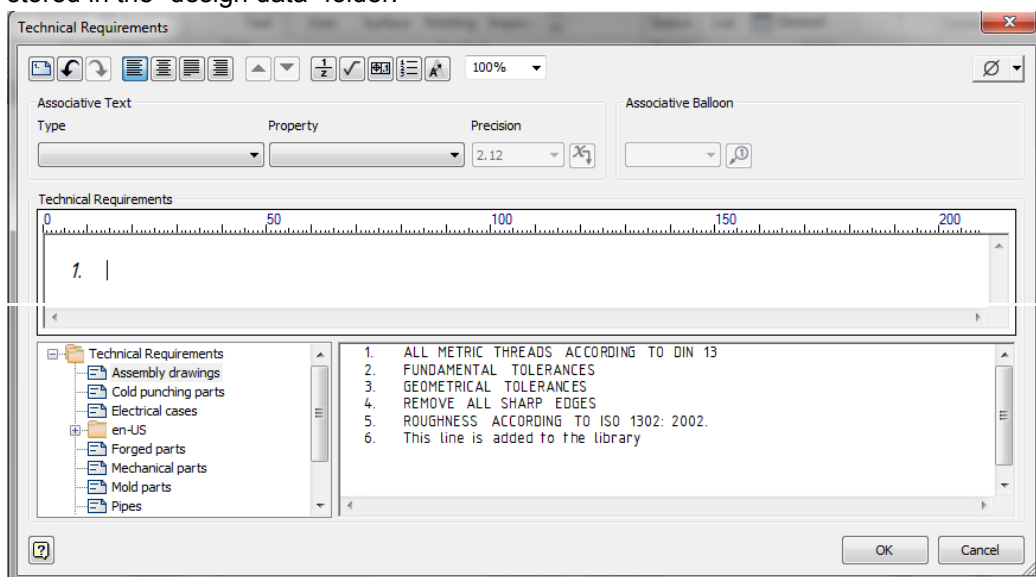 stored in the "design data" folder.
Technical Requirements
100%
Associative Text
Associative Balloon
Type
Property
Precision
2.12
Technical Requirements
0 50 100 150 200
1.
Technical Requirements
Assembly drawings
Cold punching parts
Electrical cases
en-US
Forged parts
Mechanical parts
Mold parts
Pipes
1. ALL METRIC THREADS ACCORDING TO DIN 13
2. FUNDAMENTAL TOLERANCES
3. GEOMETRICAL TOLERANCES
4. REMOVE ALL SHARP EDGES
5. ROUGHNESS ACCORDING TO ISO 1302: 2002.
6. This line is added to the library
OK Cancel